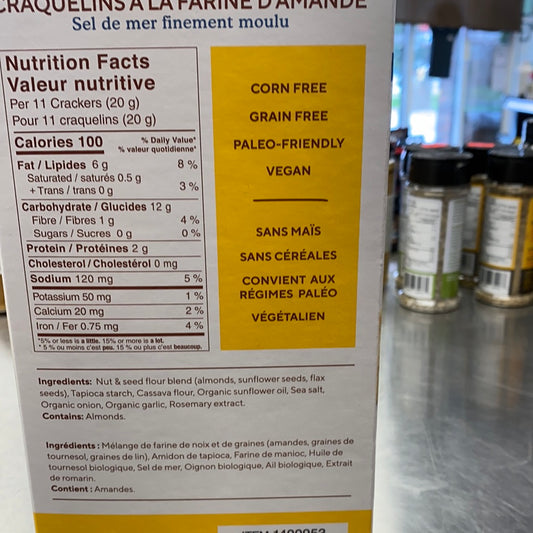 CRAQUELINS À LA FARINE D'AMANDE
Sel de mer finement moulu
Nutrition Facts
Valeur nutritive
Per 11 Crackers (20 g)
Pour 11 craquelins (20 g)
Calories 100 % Daily Value*
% valeur quotidienne*
Fat / Lipides 6 g 8 %
Saturated / saturés 0.5 g
+ Trans / trans 0 g 3 %
Carbohydrate / Glucides 12 g
Fibre / Fibres 1 g 4 %
Sugars / Sucres 0 g 0 %
Protein / Protéines 2 g
Cholesterol / Cholestérol 0 mg
Sodium 120 mg 5 %
Potassium 50 mg 1 %
Calcium 20 mg 2 %
Iron / Fer 0.75 mg 4 %
*5% or less is a little. 15% or more is a lot.
* 5 % ou moins c'est peu. 15 % ou plus c'est beaucoup.
CORN FREE
GRAIN FREE
PALEO-FRIENDLY
VEGAN
SANS MAÏS
SANS CÉRÉALES
CONVIENT AUX
RÉGIMES PALÉO
VÉGÉTALIEN
Ingredients: Nut & seed flour blend (almonds, sunflower seeds, flax
seeds), Tapioca starch, Cassava flour, Organic sunflower oil, Sea salt,
Organic onion, Organic garlic, Rosemary extract.
Contains: Almonds.
Ingrédients : Mélange de farine de noix et de graines (amandes, graines de
tournesol, graines de lin), Amidon de tapioca, Farine de manioc, Huile de
tournesol biologique, Sel de mer, Oignon biologique, Ail biologique, Extrait
de romarin.
Contient : Amandes.